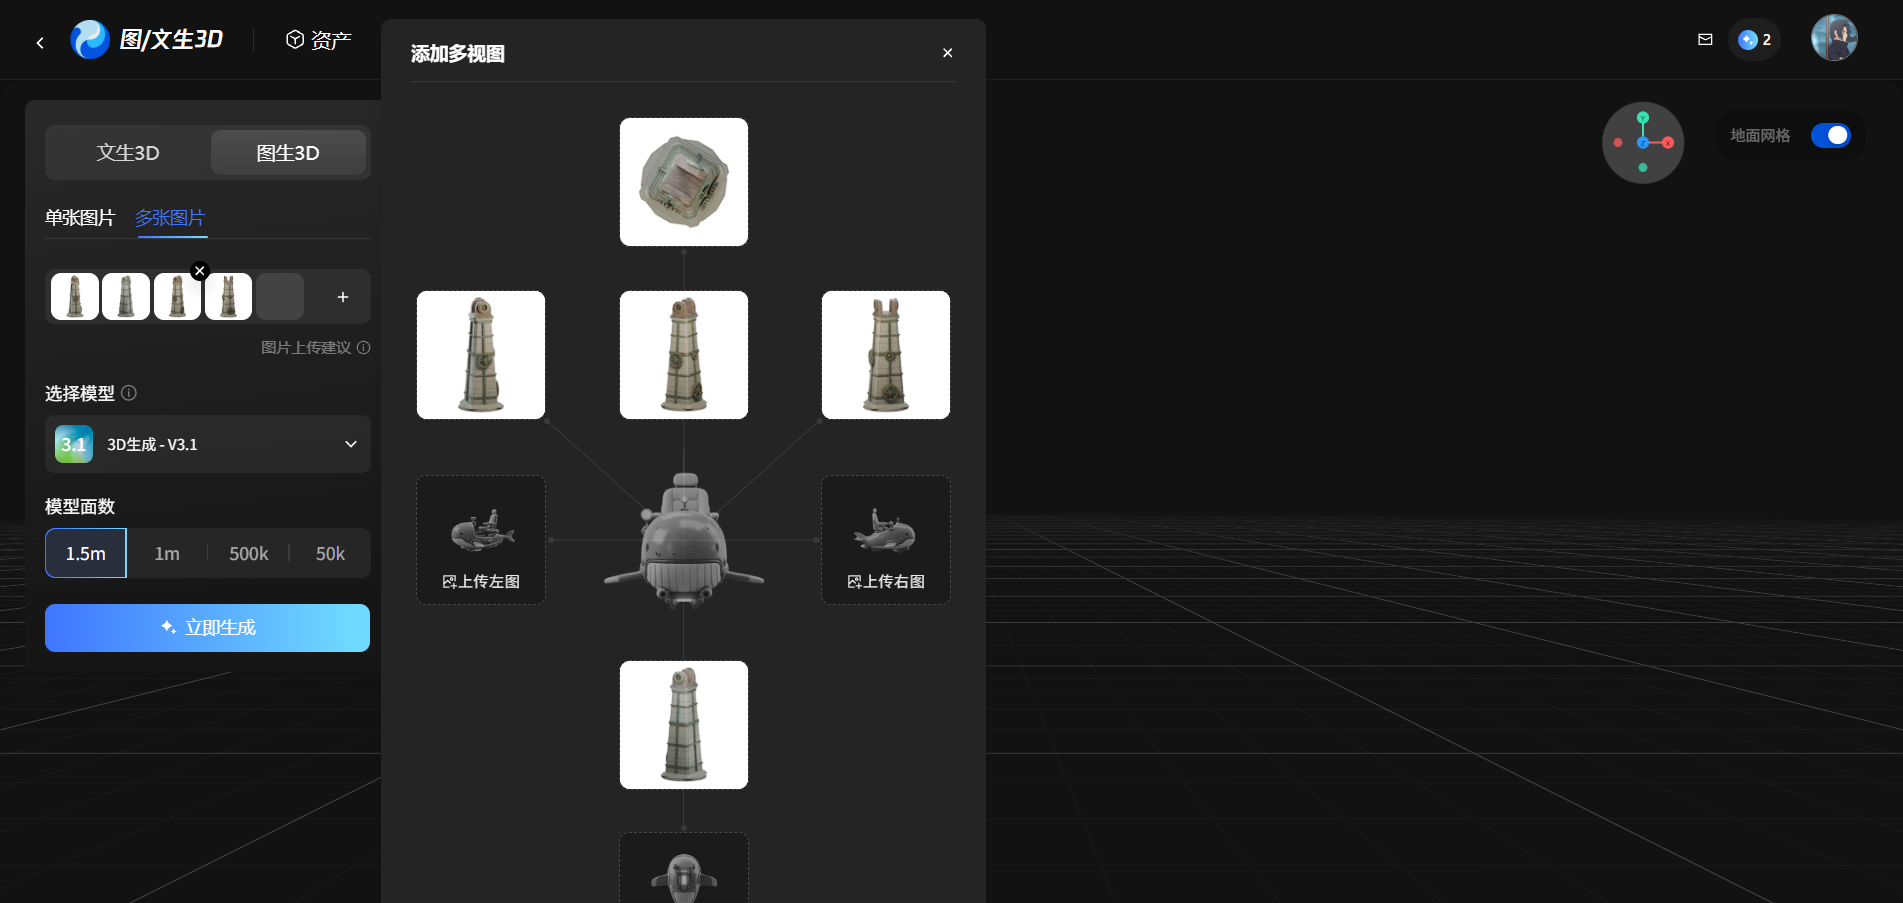 图/文生3D
资产
2
文生3D
图生3D
单张图片
多张图片
图片上传建议
选择模型
3.1
3D生成 - V3.1
模型面数
1.5m
1m
500k
50k
立即生成
添加多视图
上传左图
上传右图
Y
X
Z
地面网格